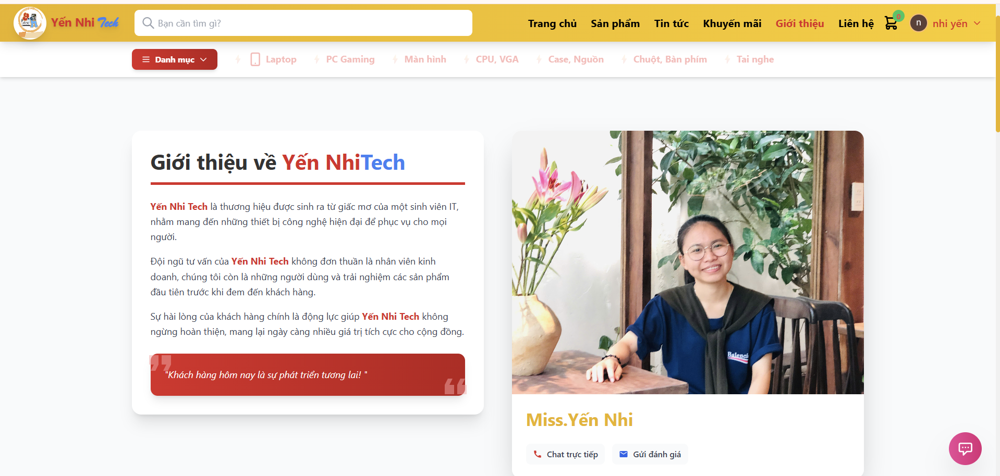 Yến Nhi Tech
Bạn cần tìm gì?
Trang chủ
Sản phẩm
Tin tức
Khuyến mãi
Giới thiệu
Liên hệ
0
n
nhi yến
Danh mục
Laptop
PC Gaming
Màn hình
CPU, VGA
Case, Nguồn
Chuột, Bàn phím
Tai nghe
Giới thiệu về Yến NhiTech
Yến Nhi Tech là thương hiệu được sinh ra từ giấc mơ của một sinh viên IT,
nhằm mang đến những thiết bị công nghệ hiện đại để phục vụ cho mọi
người.
Đội ngũ tư vấn của Yến Nhi Tech không đơn thuần là nhân viên kinh
doanh, chúng tôi còn là những người dùng và trải nghiệm các sản phẩm
đầu tiên trước khi đem đến khách hàng.
Sự hài lòng của khách hàng chính là động lực giúp Yến Nhi Tech không
ngừng hoàn thiện, mang lại ngày càng nhiều giá trị tích cực cho cộng đồng.
"Khách hàng hôm nay là sự phát triển tương lai! "
Miss.Yến Nhi
Chat trực tiếp
Gửi đánh giá